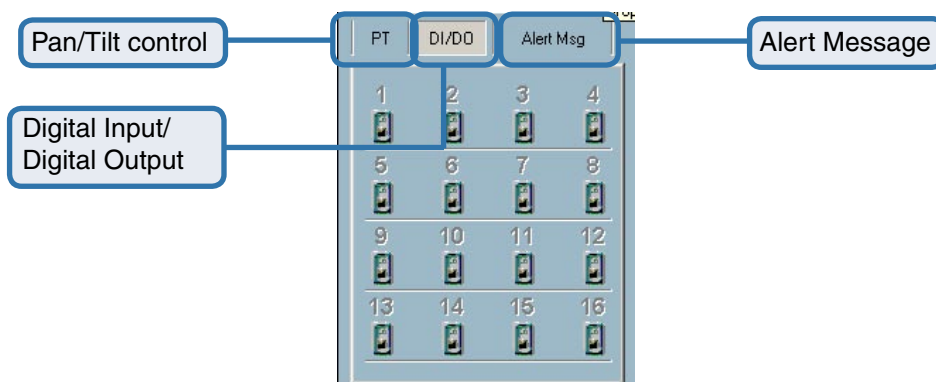 Pan/Tilt control
PT
DI/DO
Alert Msg
Alert Message
Digital Input/
Digital Output
1 2 3 4
5 6 7 8
9 10 11 12
13 14 15 16